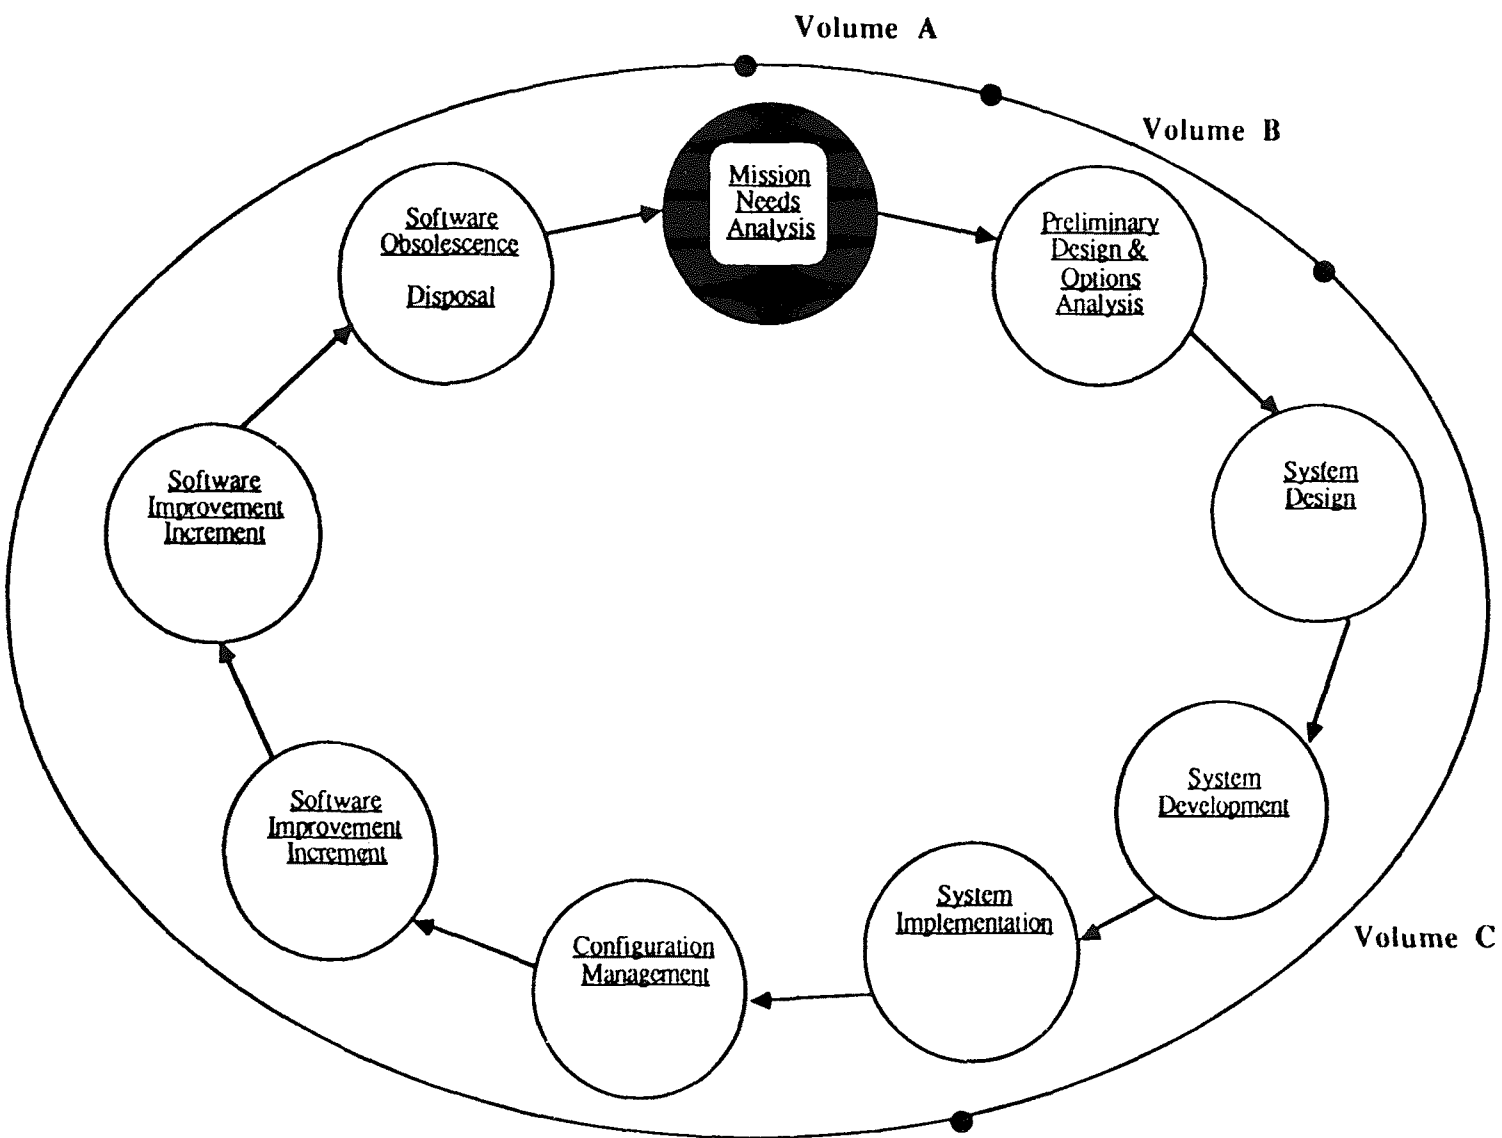 Volume A
Volume B
Mission
Needs
Analysis
Preliminary
Design &
Options
Analysis
Software
Obsolescence
Disposal
System
Design
Software
Improvement
Increment
System
Development
Software
Improvement
Increment
System
Implementation
Configuration
Management
Volume C